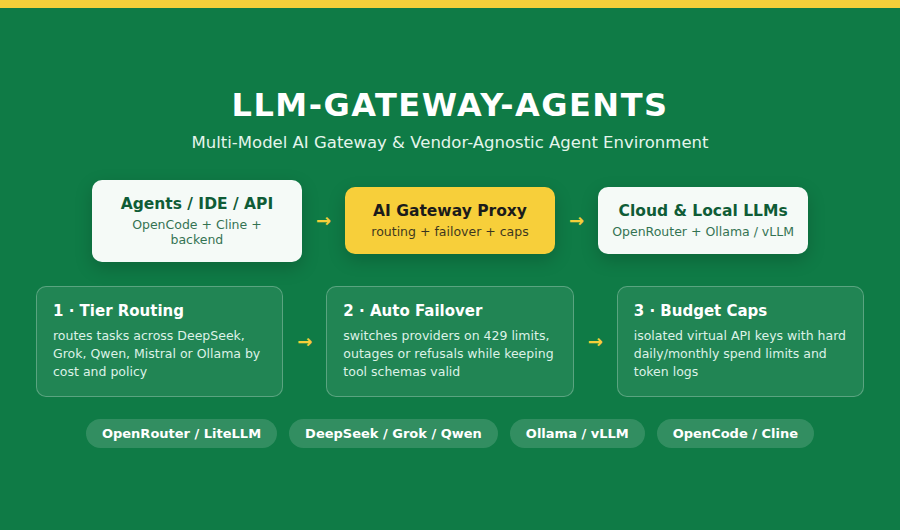 LLM-GATEWAY-AGENTS
Multi-Model AI Gateway & Vendor-Agnostic Agent Environment
Agents / IDE / API
OpenCode + Cline +
backend
→
AI Gateway Proxy
routing + failover + caps
→
Cloud & Local LLMs
OpenRouter + Ollama / vLLM
1 · Tier Routing
routes tasks across DeepSeek,
Grok, Qwen, Mistral or Ollama by
cost and policy
→
2 · Auto Failover
switches providers on 429 limits,
outages or refusals while keeping
tool schemas valid
→
3 · Budget Caps
isolated virtual API keys with hard
daily/monthly spend limits and
token logs
OpenRouter / LiteLLM
DeepSeek / Grok / Qwen
Ollama / vLLM
OpenCode / Cline